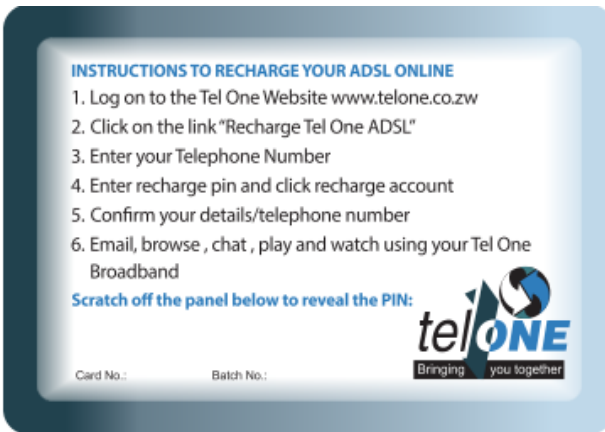 INSTRUCTIONS TO RECHARGE YOUR ADSL ONLINE
1. Log on to the Tel One Website www.telone.co.zw
2. Click on the link "Recharge Tel One ADSL"
3. Enter your Telephone Number
4. Enter recharge pin and click recharge account
5. Confirm your details/telephone number
6. Email, browse , chat , play and watch using your Tel One
Broadband
Scratch off the panel below to reveal the PIN:
telONE
Bringing you together
Card No.: Batch No.: